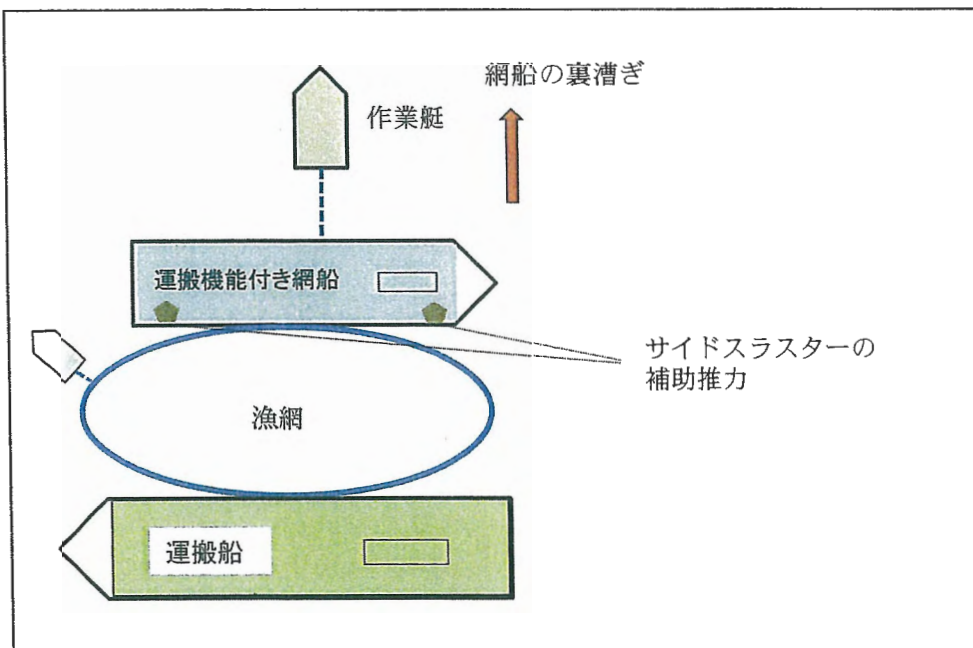 網船の裏漕ぎ
作業艇
運搬機能付き網船
サイドスラスターの
補助推力
漁網
運搬船